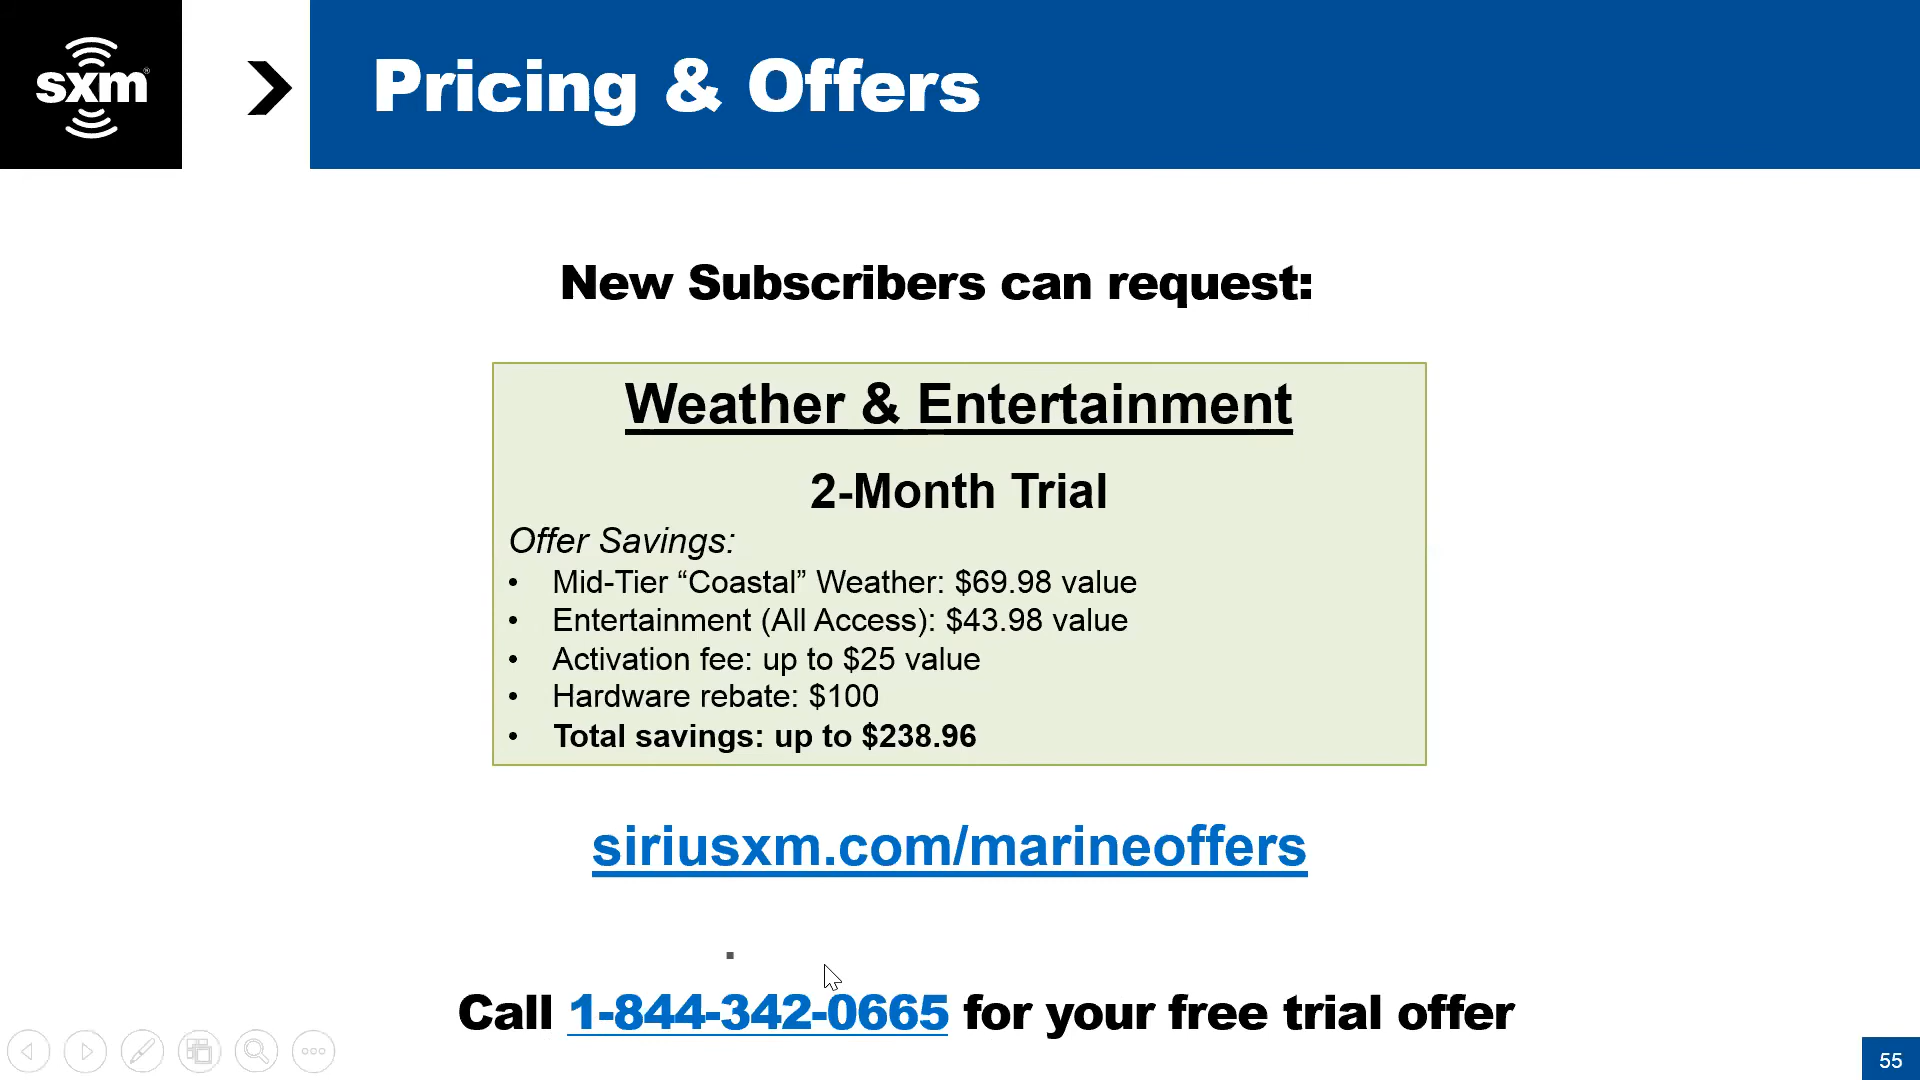 sxm®
Pricing & Offers
New Subscribers can request:
Weather & Entertainment
2-Month Trial
Offer Savings:
• Mid-Tier “Coastal” Weather: $69.98 value
• Entertainment (All Access): $43.98 value
• Activation fee: up to $25 value
• Hardware rebate: $100
• Total savings: up to $238.96
siriusxm.com/marineoffers
Call 1-844-342-0665 for your free trial offer
55